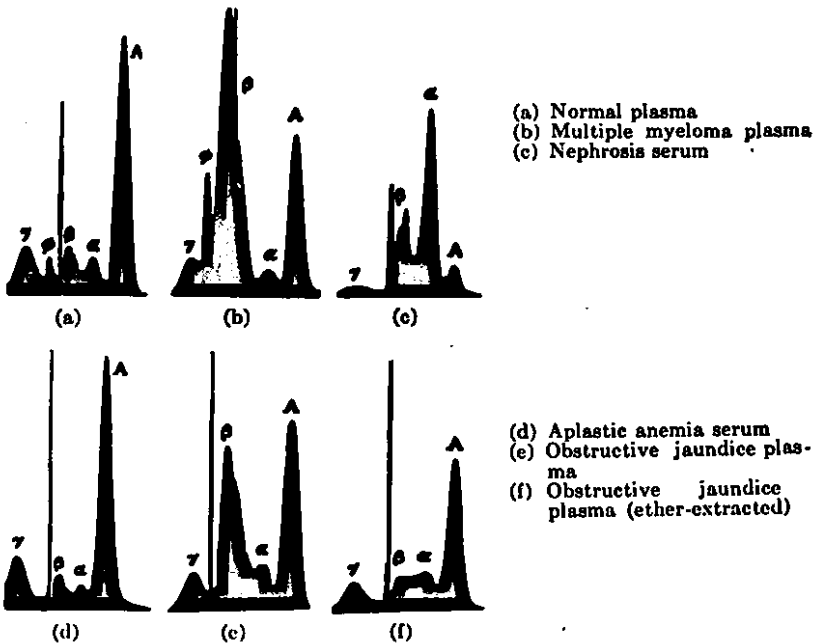 A
γ
φ
β
α
(a)
β
A
φ
γ
α
(b)
α
β
γ
A
(c)
(a) Normal plasma
(b) Multiple myeloma plasma
(c) Nephrosis serum
A
γ
β
α
(d)
β
A
γ
α
(e)
A
γ
β
α
(f)
(d) Aplastic anemia serum
(e) Obstructive jaundice plas-
ma
(f) Obstructive jaundice
plasma (ether-extracted)